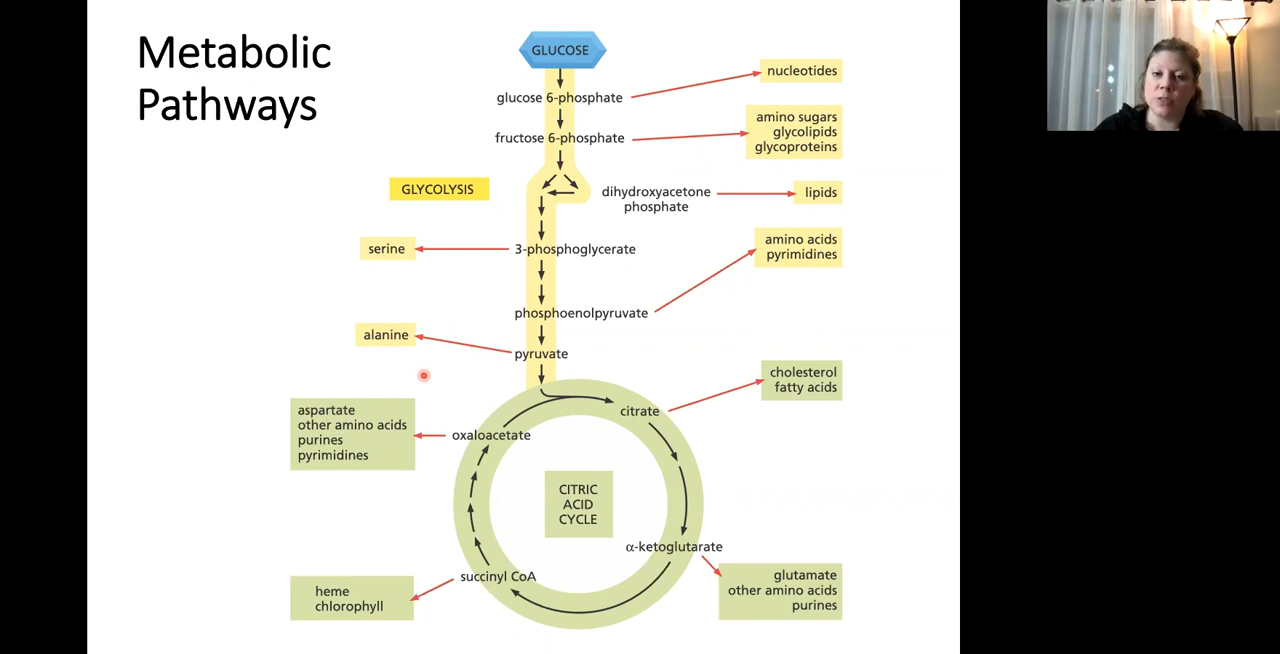 Metabolic
Pathways
GLUCOSE
glucose 6-phosphate
nucleotides
fructose 6-phosphate
amino sugars
glycolipids
glycoproteins
GLYCOLYSIS
dihydroxyacetone
phosphate
lipids
serine
3-phosphoglycerate
amino acids
pyrimidines
phosphoenolpyruvate
alanine
pyruvate
cholesterol
fatty acids
citrate
aspartate
other amino acids
purines
pyrimidines
oxaloacetate
CITRIC
ACID
CYCLE
α-ketoglutarate
glutamate
other amino acids
purines
succinyl CoA
heme
chlorophyll